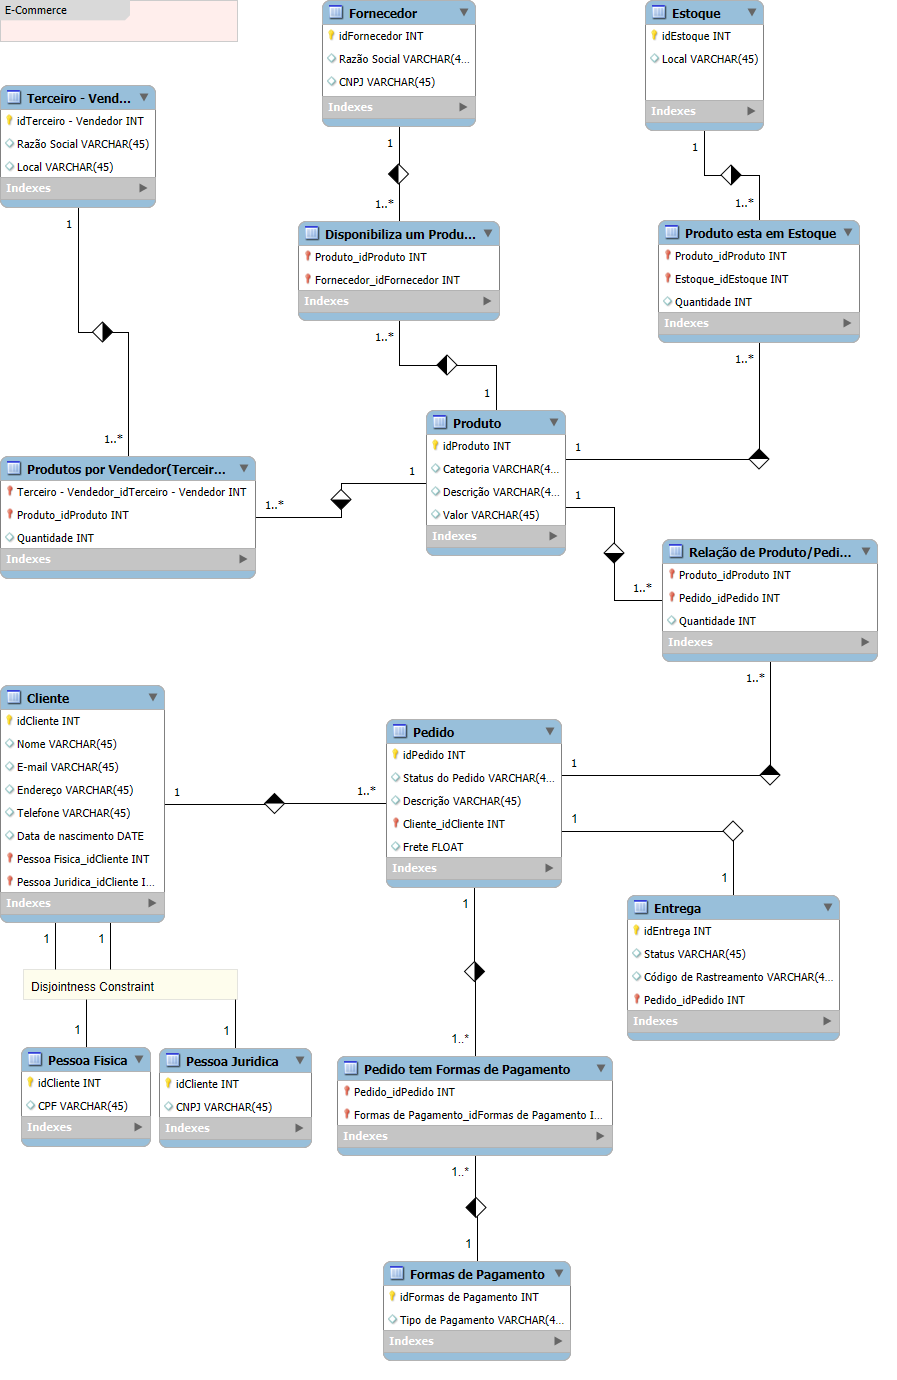 E-Commerce
Fornecedor
idFornecedor INT
Razão Social VARCHAR(4...
CNPJ VARCHAR(45)
Indexes
1
1..*
Estoque
idEstoque INT
Local VARCHAR(45)
Indexes
1
1..*
Terceiro - Vend...
idTerceiro - Vendedor INT
Razão Social VARCHAR(45)
Local VARCHAR(45)
Indexes
1
1..*
Disponibiliza um Produ...
Produto_idProduto INT
Fornecedor_idFornecedor INT
Indexes
1..*
1
Produto esta em Estoque
Produto_idProduto INT
Estoque_idEstoque INT
Quantidade INT
Indexes
1..*
1
Produto
idProduto INT
Categoria VARCHAR(4...
Descrição VARCHAR(4...
Valor VARCHAR(45)
Indexes
1
1..*
Produtos por Vendedor(Terceir...
Terceiro - Vendedor_idTerceiro - Vendedor INT
Produto_idProduto INT
Quantidade INT
Indexes
1
1..*
Relação de Produto/Pedi...
Produto_idProduto INT
Pedido_idPedido INT
Quantidade INT
Indexes
1..*
1
Cliente
idCliente INT
Nome VARCHAR(45)
E-mail VARCHAR(45)
Endereço VARCHAR(45)
Telefone VARCHAR(45)
Data de nascimento DATE
Pessoa Fisica_idCliente INT
Pessoa Juridica_idCliente I...
Indexes
1
1..*
Pedido
idPedido INT
Status do Pedido VARCHAR(4...
Descrição VARCHAR(45)
Cliente_idCliente INT
Frete FLOAT
Indexes
1
1
Entrega
idEntrega INT
Status VARCHAR(45)
Código de Rastreamento VARCHAR(4...
Pedido_idPedido INT
Indexes
1
1
Disjointness Constraint
1
1
Pessoa Fisica
idCliente INT
CPF VARCHAR(45)
Indexes
Pessoa Juridica
idCliente INT
CNPJ VARCHAR(45)
Indexes
1
1..*
Pedido tem Formas de Pagamento
Pedido_idPedido INT
Formas de Pagamento_idFormas de Pagamento I...
Indexes
1..*
1
Formas de Pagamento
idFormas de Pagamento INT
Tipo de Pagamento VARCHAR(4...
Indexes